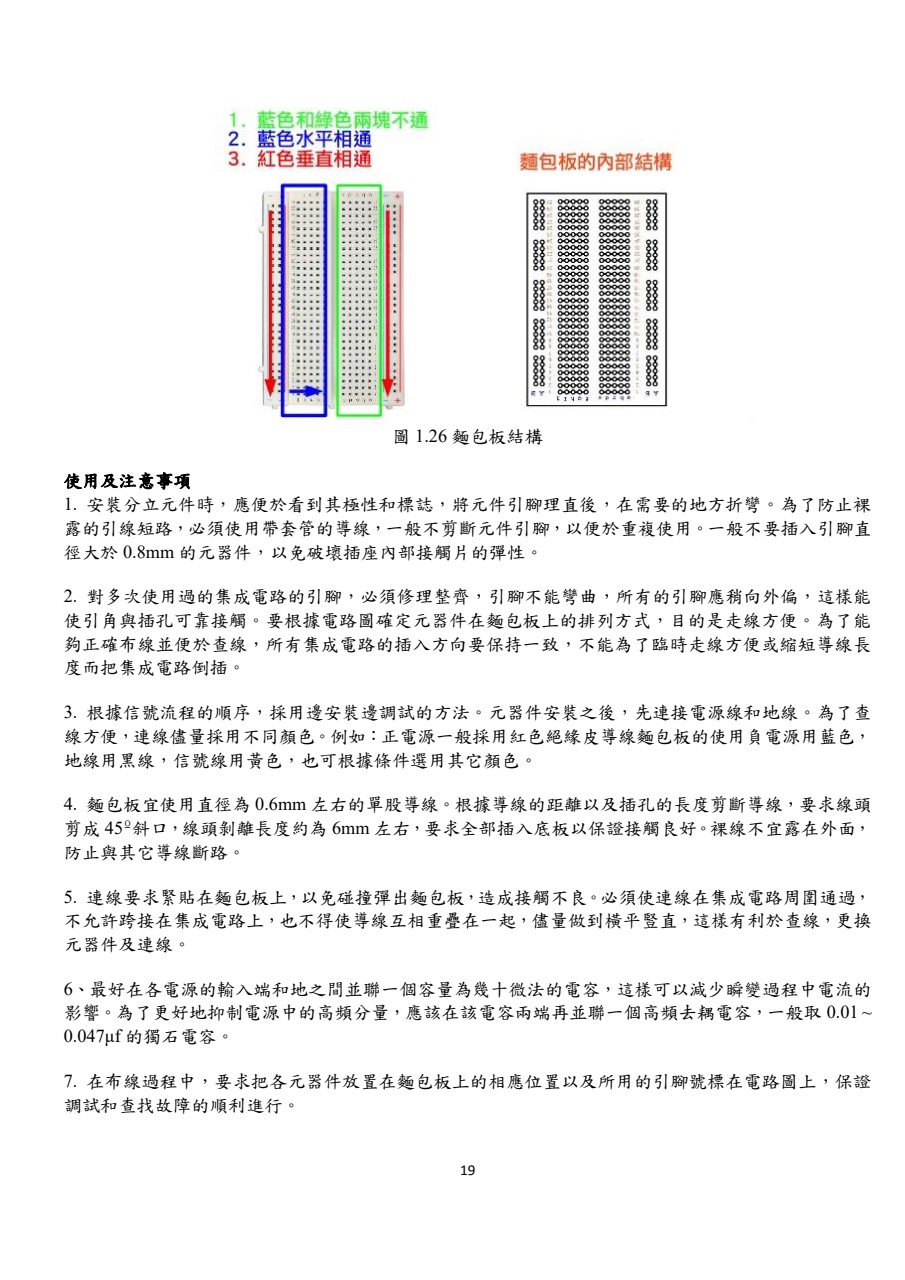 1. 藍色和綠色兩塊不通
2. 藍色水平相通
3. 紅色垂直相通
麵包板的內部結構
圖 1.26 麵包板結構
使用及注意事項
1. 安裝分立元件時，應便於看到其極性和標誌，將元件引腳理直後，在需要的地方折彎。為了防止裸
露的引線短路，必須使用帶套管的導線，一般不剪斷元件引腳，以便於重複使用。一般不要插入引腳直
徑大於 0.8mm 的元器件，以免破壞插座內部接觸片的彈性。
2. 對多次使用過的集成電路的引腳，必須修理整齊，引腳不能彎曲，所有的引腳應稍向外偏，這樣能
使引角與插孔可靠接觸。要根據電路圖確定元器件在麵包板上的排列方式，目的是走線方便。為了能
夠正確布線並便於查線，所有集成電路的插入方向要保持一致，不能為了臨時走線方便或縮短導線長
度而把集成電路倒插。
3. 根據信號流程的順序，採用邊安裝邊調試的方法。元器件安裝之後，先連接電源線和地線。為了查
線方便，連線儘量採用不同顏色。例如：正電源一般採用紅色絕緣皮導線麵包板的使用負電源用藍色，
地線用黑線，信號線用黃色，也可根據條件選用其它顏色。
4. 麵包板宜使用直徑為 0.6mm 左右的單股導線。根據導線的距離以及插孔的長度剪斷導線，要求線頭
剪成 45º斜口，線頭剝離長度約為 6mm 左右，要求全部插入底板以保證接觸良好。裸線不宜露在外面，
防止與其它導線斷路。
5. 連線要求緊貼在麵包板上，以免碰撞彈出麵包板，造成接觸不良。必須使連線在集成電路周圍通過，
不允許跨接在集成電路上，也不得使導線互相重疊在一起，儘量做到橫平豎直，這樣有利於查線，更換
元器件及連線。
6、最好在各電源的輸入端和地之間並聯一個容量為幾十微法的電容，這樣可以減少瞬變過程中電流的
影響。為了更好地抑制電源中的高頻分量，應該在該電容兩端再並聯一個高頻去耦電容，一般取 0.01 ~
0.047μf 的獨石電容。
7. 在布線過程中，要求把各元器件放置在麵包板上的相應位置以及所用的引腳號標在電路圖上，保證
調試和查找故障的順利進行。
19